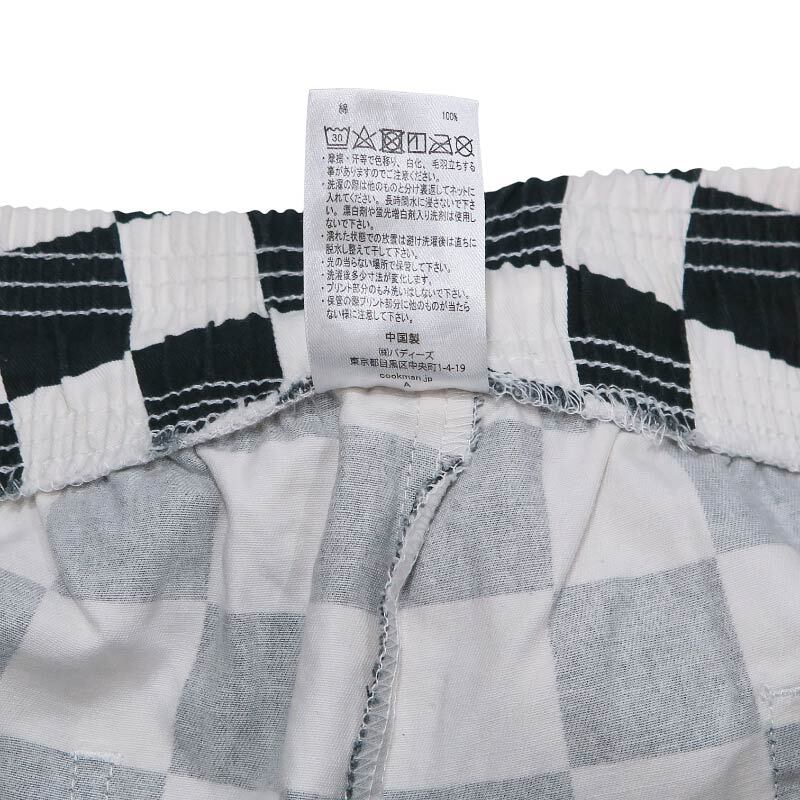 綿 100%
30
・摩擦・汗等で色移り、白化、毛羽立ちする
事がありますのでご注意ください。
・洗濯の際は他のものと分け裏返してネットに
入れてください。長時間水に浸さないで下さ
い。漂白剤や蛍光増白剤入り洗剤は使用し
ないで下さい。
・濡れた状態での放置は避け洗濯後は直ちに
脱水し整えて干して下さい。
・光の当らない場所で保管して下さい。
・洗濯後多少寸法が変化します。
・プリント部分のもみ洗いはしないで下さい。
・保管の際プリント部分に他のものが当たら
ない様に注意して下さい。
中国製
㈱バディーズ
東京都目黒区中央町1-4-19
cookman.jp
A